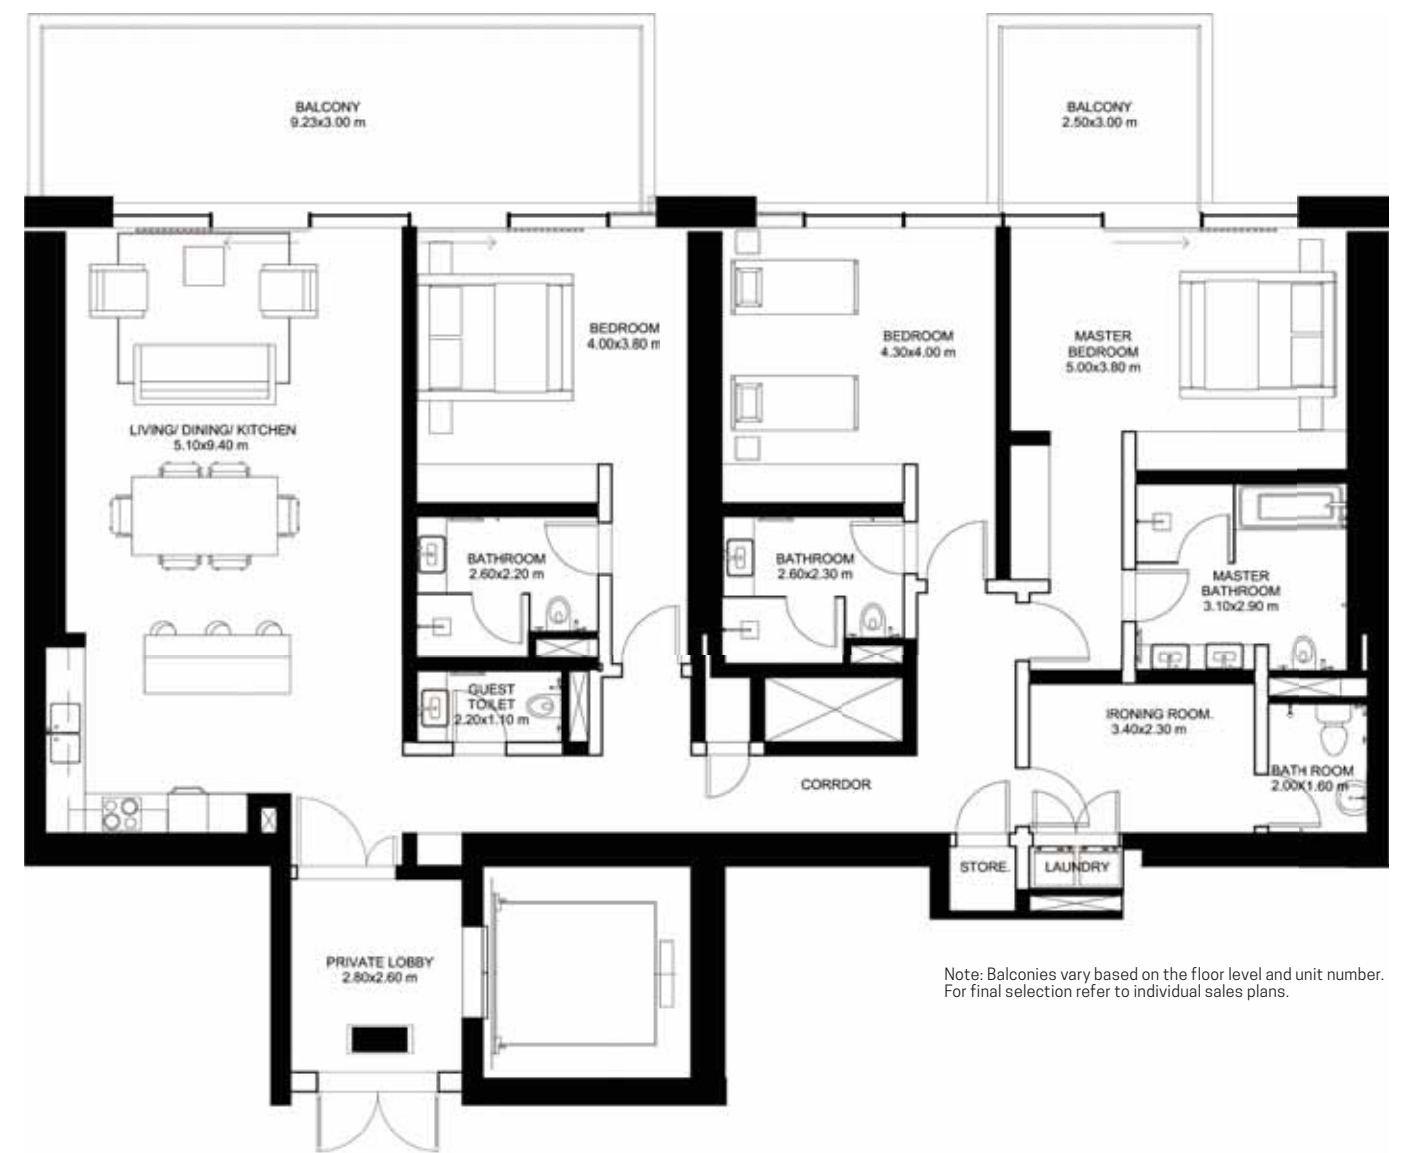 BALCONY
9.23x3.00 m
BALCONY
2.50x3.00 m
BEDROOM
4.00x3.80 m
BEDROOM
4.30x4.00 m
MASTER
BEDROOM
5.00x3.80 m
LIVING/ DINING/ KITCHEN
5.10x9.40 m
BATHROOM
2.60x2.20 m
BATHROOM
2.60x2.30 m
MASTER
BATHROOM
3.10x2.90 m
GUEST
TOILET
2.20x1.10 m
IRONING ROOM.
3.40x2.30 m
BATH ROOM
2.00X1.60 m
CORRDOR
STORE.
LAUNDRY
PRIVATE LOBBY
2.80x2.60 m
Note: Balconies vary based on the floor level and unit number.
For final selection refer to individual sales plans.